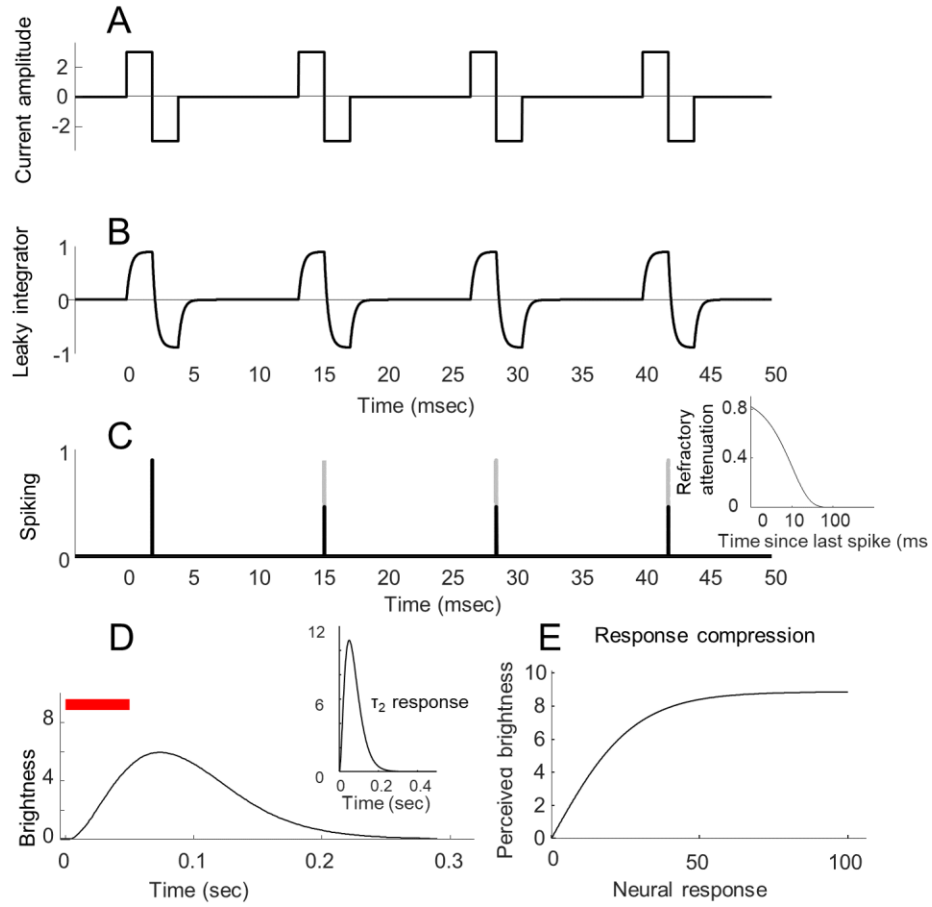 A
Current amplitude
2
0
-2
B
Leaky integrator
1
0
-1
0 5 10 15 20 25 30 35 40 45 50
Time (msec)
C
Spiking
1
0
0 5 10 15 20 25 30 35 40 45 50
Time (msec)
Refractory
attenuation
0.8
0.4
0
0 10 100
Time since last spike (ms
D
Brightness
8
4
0
0 0.1 0.2 0.3
Time (sec)
12
6
0
τ2 response
0 0.2 0.4
Time (sec)
E
Response compression
Perceived brightness
10
8
6
4
2
0
0 50 100
Neural response